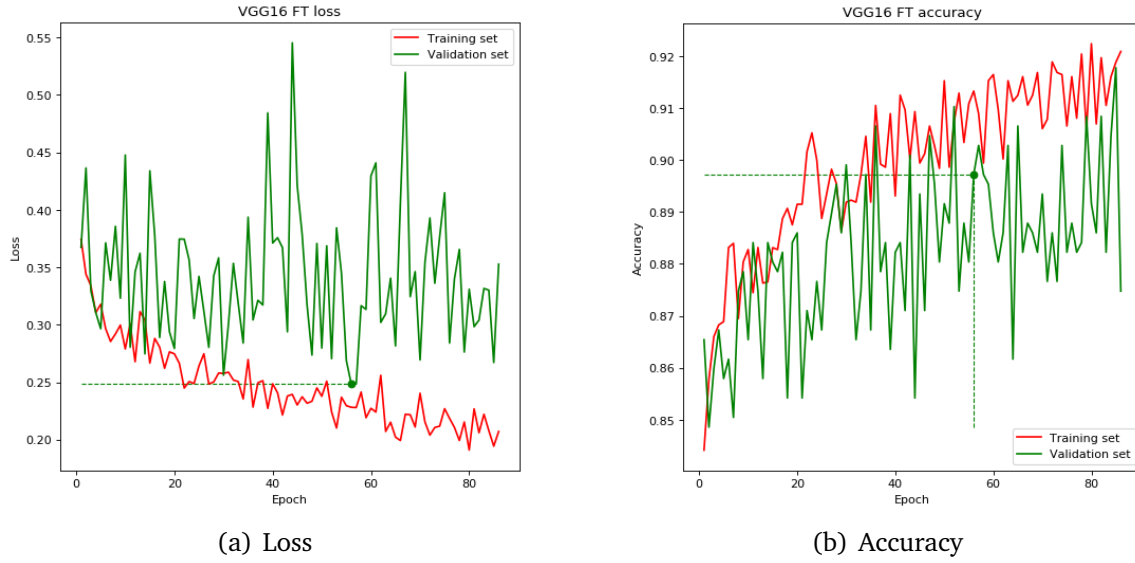 VGG16 FT loss
Training set
Validation set
0.55
0.50
0.45
0.40
0.35
0.30
0.25
0.20
Loss
0
20
40
60
80
Epoch
(a) Loss
VGG16 FT accuracy
0.92
0.91
0.90
0.89
0.88
0.87
0.86
0.85
Accuracy
Training set
Validation set
0
20
40
60
80
Epoch
(b) Accuracy